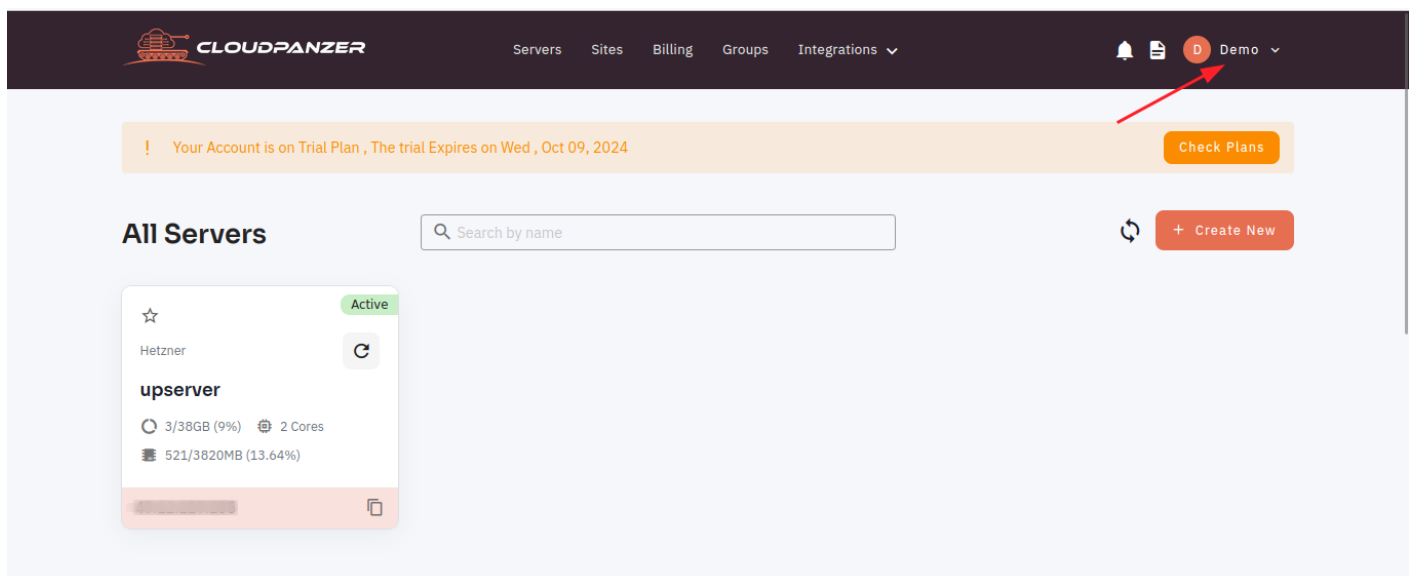 CLOUDPANZER
Servers Sites Billing Groups Integrations
D Demo
! Your Account is on Trial Plan , The trial Expires on Wed , Oct 09, 2024
Check Plans
All Servers
Search by name
+ Create New
Active
Hetzner
upserver
3/38GB (9%) 2 Cores
521/3820MB (13.64%)